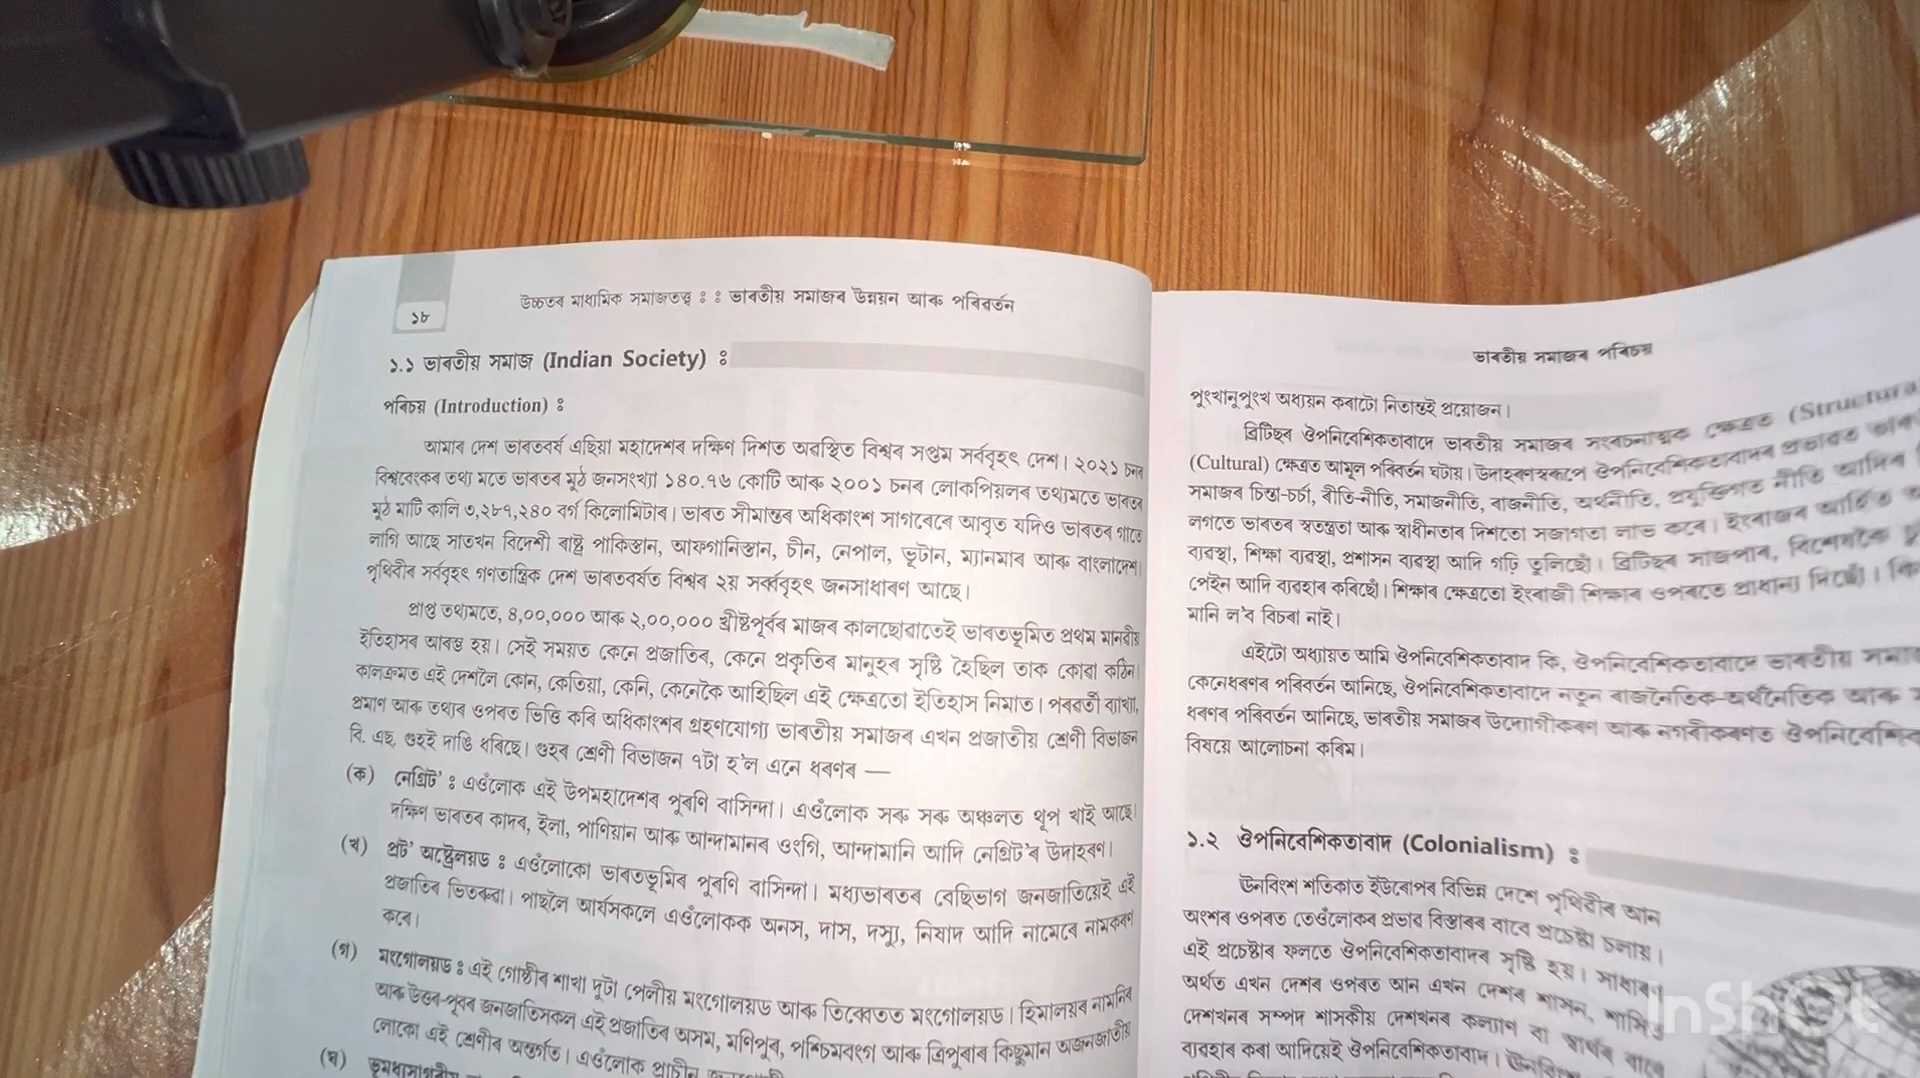 ১৮
উচ্চতৰ মাধ্যমিক সমাজতত্ত্ব : : ভাৰতীয় সমাজৰ উন্নয়ন আৰু পৰিৱৰ্তন
১.১ ভাৰতীয় সমাজ (Indian Society) :
পৰিচয় (Introduction) :
আমাৰ দেশ ভাৰতবৰ্ষ এছিয়া মহাদেশৰ দক্ষিণ দিশত অৱস্থিত বিশ্বৰ সপ্তম সৰ্ববৃহৎ দেশ। ২০২১ চনৰ
বিশ্ববেংকৰ তথ্য মতে ভাৰতৰ মুঠ জনসংখ্যা ১৪০.৭৬ কোটি আৰু ২০০১ চনৰ লোকপিয়লৰ তথ্যমতে ভাৰতৰ
মুঠ মাটি কালি ৩,২৮৭,২৪০ বৰ্গ কিলোমিটাৰ। ভাৰত সীমান্তৰ অধিকাংশ সাগৰেৰে আবৃত যদিও ভাৰতৰ গাতে
লাগি আছে সাতখন বিদেশী ৰাষ্ট্ৰ পাকিস্তান, আফগানিস্তান, চীন, নেপাল, ভূটান, ম্যানমাৰ আৰু বাংলাদেশ।
পৃথিৱীৰ সৰ্ববৃহৎ গণতান্ত্ৰিক দেশ ভাৰতবৰ্ষত বিশ্বৰ ২য় সৰ্ব্ববৃহৎ জনসাধাৰণ আছে।
প্ৰাপ্ত তথ্যমতে, ৪,০০,০০০ আৰু ২,০০,০০০ খ্ৰীষ্টপূৰ্বৰ মাজৰ কালছোৱাতেই ভাৰতভূমিত প্ৰথম মানৱীয়
ইতিহাসৰ আৰম্ভ হয়। সেই সময়ত কেনে প্ৰজাতিৰ, কেনে প্ৰকৃতিৰ মানুহৰ সৃষ্টি হৈছিল তাক কোৱা কঠিন।
কালক্ৰমত এই দেশলৈ কোন, কেতিয়া, কেনি, কেনেকৈ আহিছিল এই ক্ষেত্ৰতো ইতিহাস নিমাত। পৰৱৰ্তী ব্যাখ্যা,
প্ৰমাণ আৰু তথ্যৰ ওপৰত ভিত্তি কৰি অধিকাংশৰ গ্ৰহণযোগ্য ভাৰতীয় সমাজৰ এখন প্ৰজাতীয় শ্ৰেণী বিভাজন
বি. এছ. গুহই দাঙি ধৰিছে। গুহৰ শ্ৰেণী বিভাজন ৭টা হ'ল এনে ধৰণৰ —
(ক) নেগ্ৰিট' : এওঁলোক এই উপমহাদেশৰ পুৰণি বাসিন্দা। এওঁলোক সৰু সৰু অঞ্চলত থূপ খাই আছে।
দক্ষিণ ভাৰতৰ কাদৰ, ইলা, পাণিয়ান আৰু আন্দামানৰ ওংগি, আন্দামানি আদি নেগ্ৰিট'ৰ উদাহৰণ।
(খ) প্ৰট' অষ্ট্ৰেলয়ড : এওঁলোকো ভাৰতভূমিৰ পুৰণি বাসিন্দা। মধ্যভাৰতৰ বেছিভাগ জনজাতিয়েই এই
প্ৰজাতিৰ ভিতৰুৱা। পাছলৈ আৰ্যসকলে এওঁলোকক অনস, দাস, দস্যু, নিষাদ আদি নামেৰে নামকৰণ
কৰে।
(গ) মংগোলয়ড : এই গোষ্ঠীৰ শাখা দুটা পেলীয় মংগোলয়ড আৰু তিব্বেতত মংগোলয়ড। হিমালয়ৰ নামনিৰ
আৰু উত্তৰ-পূবৰ জনজাতিসকল এই প্ৰজাতিৰ অসম, মণিপুৰ, পশ্চিমবংগ আৰু ত্ৰিপুৰাৰ কিছুমান অজনজাতীয়
লোকো এই শ্ৰেণীৰ অন্তৰ্গত। এওঁলোক প্ৰাচীন
(ঘ)
ভাৰতীয় সমাজৰ পৰিচয়
পুংখানুপুংখ অধ্যয়ন কৰাটো নিতান্তই প্ৰয়োজন।
ব্ৰিটিছৰ ঔপনিবেশিকতাবাদে ভাৰতীয় সমাজৰ সংৰচনাত্মক ক্ষেত্ৰত (Structura
(Cultural) ক্ষেত্ৰত আমূল পৰিবৰ্তন ঘটায়। উদাহৰণস্বৰূপে ঔপনিবেশিকতাবাদৰ প্ৰভাৱত
সমাজৰ চিন্তা-চৰ্চা, ৰীতি-নীতি, সমাজনীতি, ৰাজনীতি, অৰ্থনীতি, প্ৰযুক্তিগত নীতি আদিৰ
লগতে ভাৰতৰ স্বতন্ত্ৰতা আৰু স্বাধীনতাৰ দিশতো সজাগতা লাভ কৰে। ইংৰাজৰ আৰ্হিত
ব্যৱস্থা, শিক্ষা ব্যৱস্থা, প্ৰশাসন ব্যৱস্থা আদি গঢ়ি তুলিছোঁ। ব্ৰিটিছৰ সাজপাৰ, বিশেষকৈ
পেইন আদি ব্যৱহাৰ কৰিছোঁ। শিক্ষাৰ ক্ষেত্ৰতো ইংৰাজী শিক্ষাৰ ওপৰতে প্ৰাধান্য দিছোঁ।
মানি ল'ব বিচৰা নাই।
এইটো অধ্যায়ত আমি ঔপনিবেশিকতাবাদ কি, ঔপনিবেশিকতাবাদে ভাৰতীয়
কেনেধৰণৰ পৰিবৰ্তন আনিছে, ঔপনিবেশিকতাবাদে নতুন ৰাজনৈতিক-অৰ্থনৈতিক আৰু
ধৰণৰ পৰিবৰ্তন আনিছে, ভাৰতীয় সমাজৰ উদ্যোগীকৰণ আৰু নগৰীকৰণত
বিষয়ে আলোচনা কৰিম।
১.২ ঔপনিবেশিকতাবাদ (Colonialism) :
ঊনবিংশ শতিকাত ইউৰোপৰ বিভিন্ন দেশে পৃথিৱীৰ আন
অংশৰ ওপৰত তেওঁলোকৰ প্ৰভাৱ বিস্তাৰৰ বাবে প্ৰচেষ্টা চলায়।
এই প্ৰচেষ্টাৰ ফলতে ঔপনিবেশিকতাবাদৰ সৃষ্টি হয়। সাধাৰণ
অৰ্থত এখন দেশৰ ওপৰত আন এখন দেশৰ শাসন,
দেশখনৰ সম্পদ শাসকীয় দেশখনৰ কল্যাণ বা স্বাৰ্থৰ বাবে
ব্যৱহাৰ কৰা আদিয়েই ঔপনিবেশিকতাবাদ।
InShot